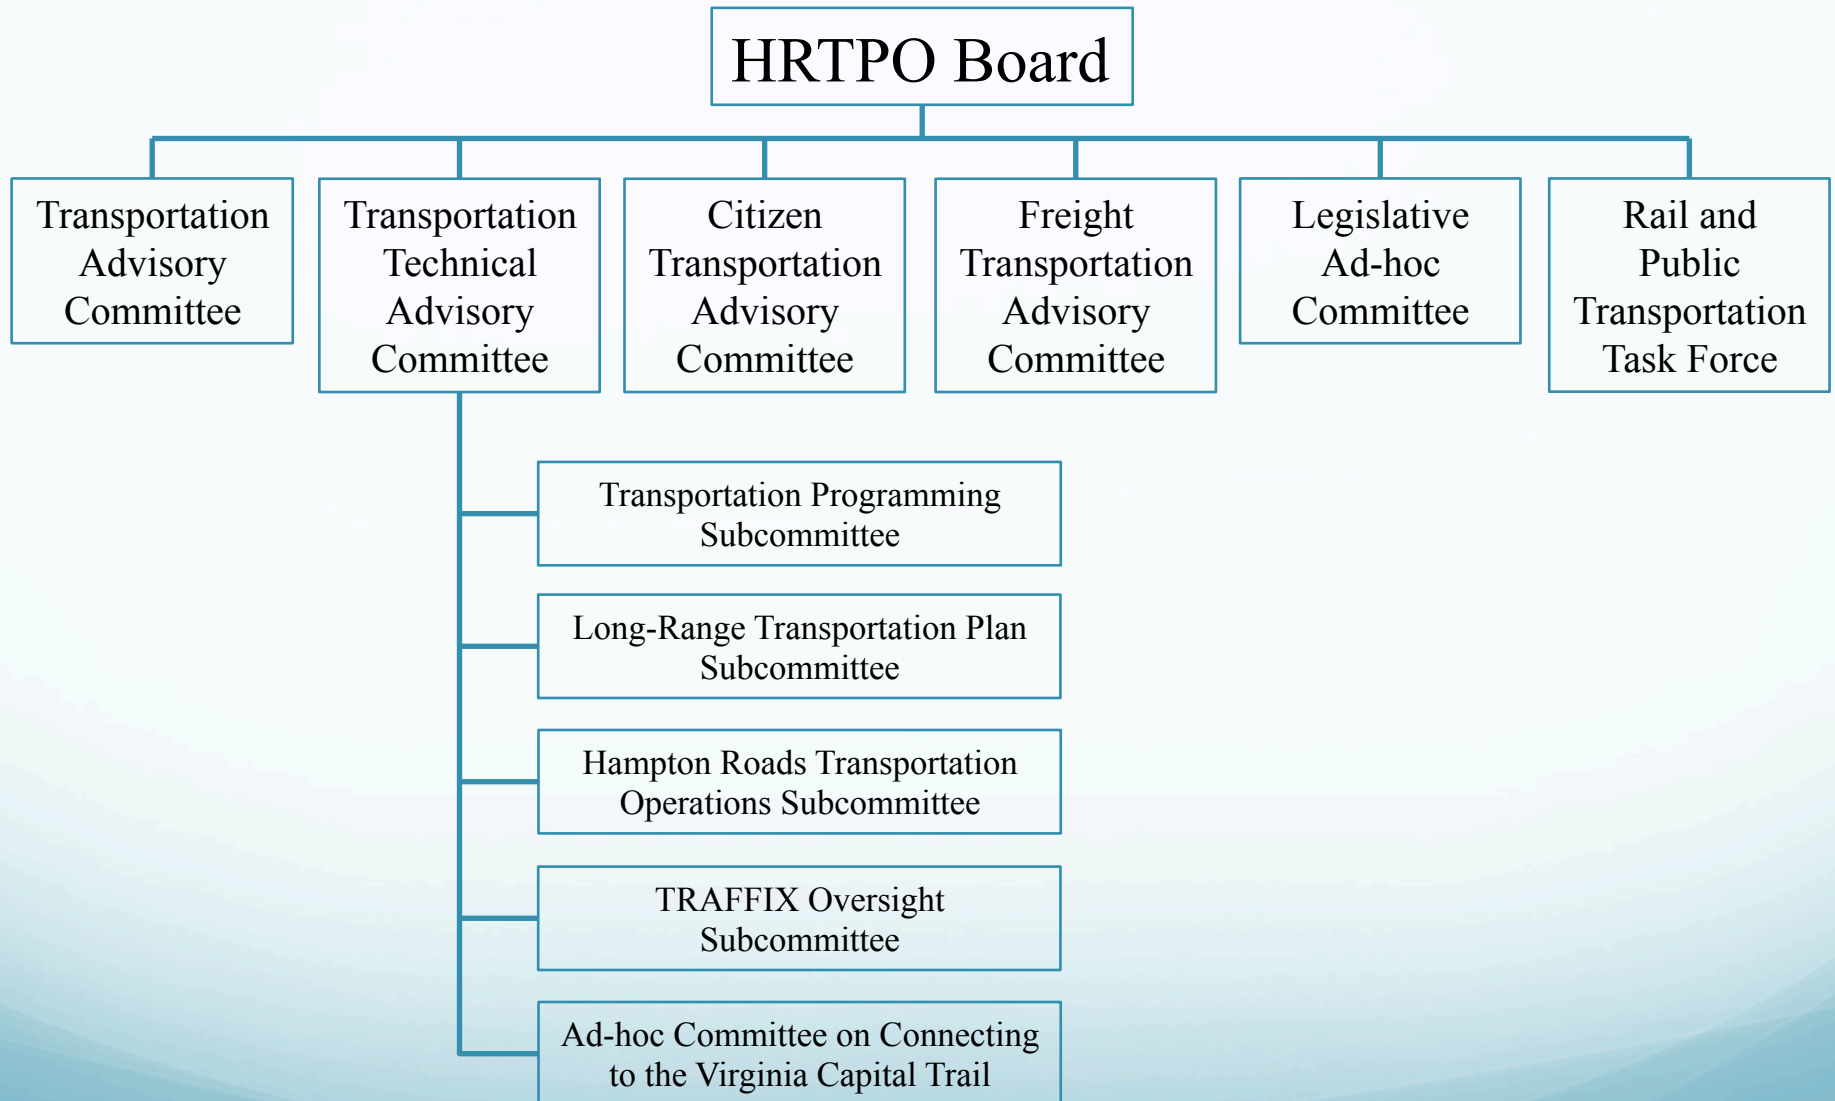 HRTPO Board
Transportation
Advisory
Committee
Transportation
Technical
Advisory
Committee
Citizen
Transportation
Advisory
Committee
Freight
Transportation
Advisory
Committee
Legislative
Ad-hoc
Committee
Rail and
Public
Transportation
Task Force
Transportation Programming
Subcommittee
Long-Range Transportation Plan
Subcommittee
Hampton Roads Transportation
Operations Subcommittee
TRAFFIX Oversight
Subcommittee
Ad-hoc Committee on Connecting
to the Virginia Capital Trail